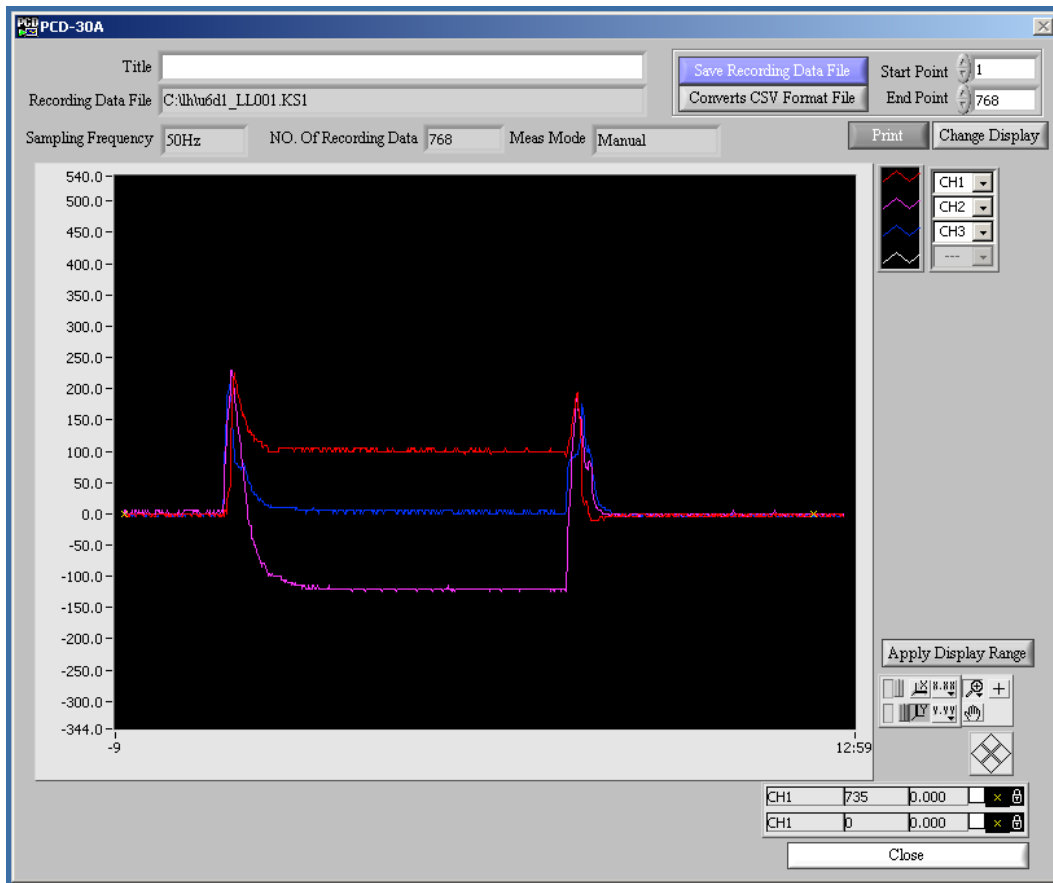 PCD-30A
Title
Save Recording Data File
Start Point 1
Recording Data File C:\lh\u6d1_LL001.KS1
Converts CSV Format File
End Point 768
Sampling Frequency 50Hz NO. Of Recording Data 768 Meas Mode Manual
Print Change Display
540.0
500.0
450.0
400.0
350.0
300.0
250.0
200.0
150.0
100.0
50.0
0.0
-50.0
-100.0
-150.0
-200.0
-250.0
-300.0
-344.0
-9 12:59
CH1
CH2
CH3
---
Apply Display Range
X 8.88
Y Y.YY
CH1 735 0.000
CH1 0 0.000
Close